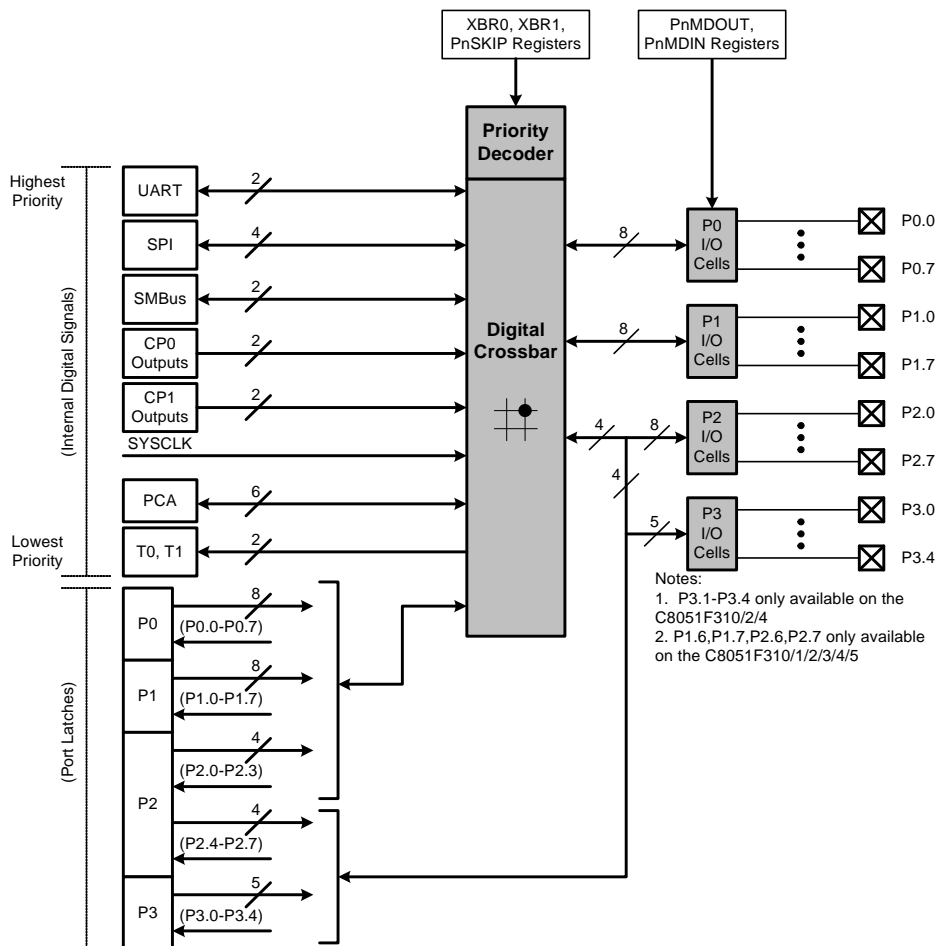 XBR0, XBR1,
PnSKIP Registers
PnMDOUT,
PnMDIN Registers
Priority
Decoder
Highest
Priority
UART
2
SPI
4
SMBus
2
CP0
Outputs
2
CP1
Outputs
2
SYSCLK
PCA
6
Lowest
Priority
T0, T1
2
(Internal Digital Signals)
Digital
Crossbar
8
P0
I/O
Cells
P0.0
P0.7
8
P1
I/O
Cells
P1.0
P1.7
4
8
P2
I/O
Cells
P2.0
P2.7
4
5
P3
I/O
Cells
P3.0
P3.4
Notes:
1. P3.1-P3.4 only available on the
C8051F310/2/4
2. P1.6,P1.7,P2.6,P2.7 only available
on the C8051F310/1/2/3/4/5
(Port Latches)
P0
8
(P0.0-P0.7)
P1
8
(P1.0-P1.7)
P2
4
(P2.0-P2.3)
4
(P2.4-P2.7)
P3
5
(P3.0-P3.4)